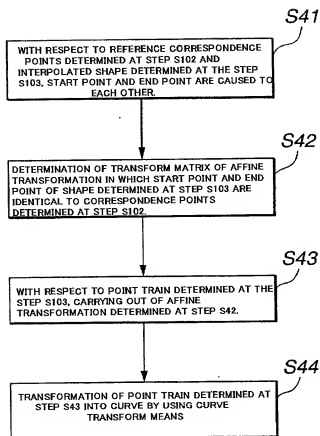 S41
WITH RESPECT TO REFERENCE CORRESPONDENCE
POINTS DETERMINED AT STEP S102 AND
INTERPOLATED SHAPE DETERMINED AT THE STEP
S103, START POINT AND END POINT ARE CAUSED TO
EACH OTHER.
S42
DETERMINATION OF TRANSFORM MATRIX OF AFFINE
TRANSFORMATION IN WHICH START POINT AND END
POINT OF SHAPE DETERMINED AT STEP S103 ARE
IDENTICAL TO CORRESPONDENCE POINTS
DETERMINED AT STEP S102.
S43
WITH RESPECT TO POINT TRAIN DETERMINED AT THE
STEP S103, CARRYING OUT OF AFFINE
TRANSFORMATION DETERMINED AT STEP S42.
S44
TRANSFORMATION OF POINT TRAIN DETERMINED AT
STEP S43 INTO CURVE BY USING CURVE
TRANSFORM MEANS